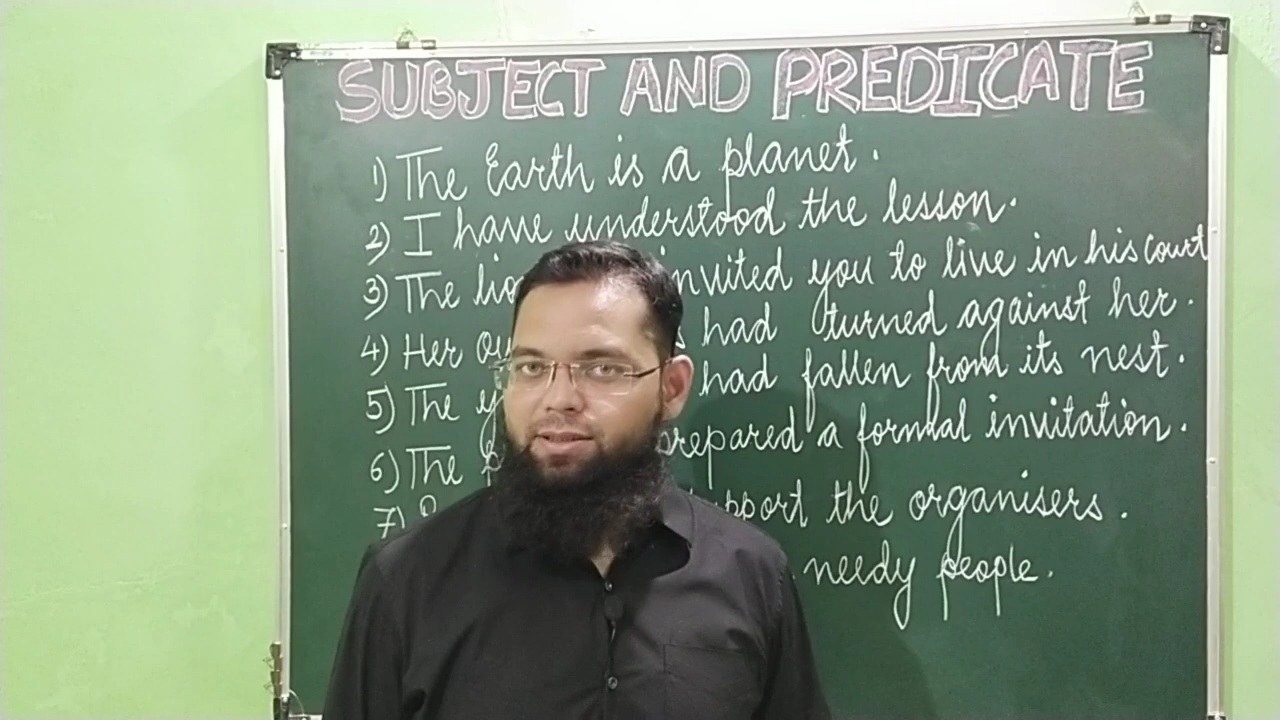 SUBJECT AND PREDICATE
1) The Earth is a planet.
2) I have understood the lesson.
3) The invited you to live in his court
4) Her had turned against her.
5) The had fallen from its nest.
6) The prepared a formal invitation.
7) the organisers.
needy people.